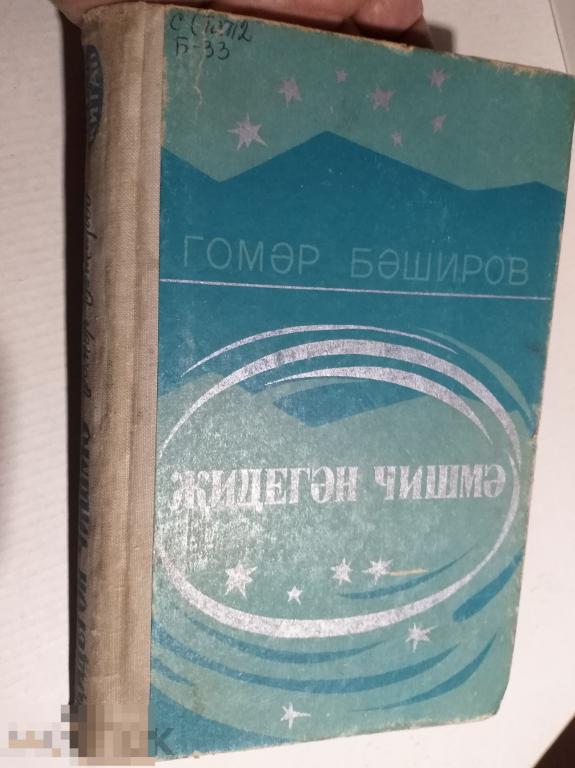 С (Тат)2
Б-33
ГОМӘР БӘШИРОВ
ҖИДЕГӘН ЧИШМӘ